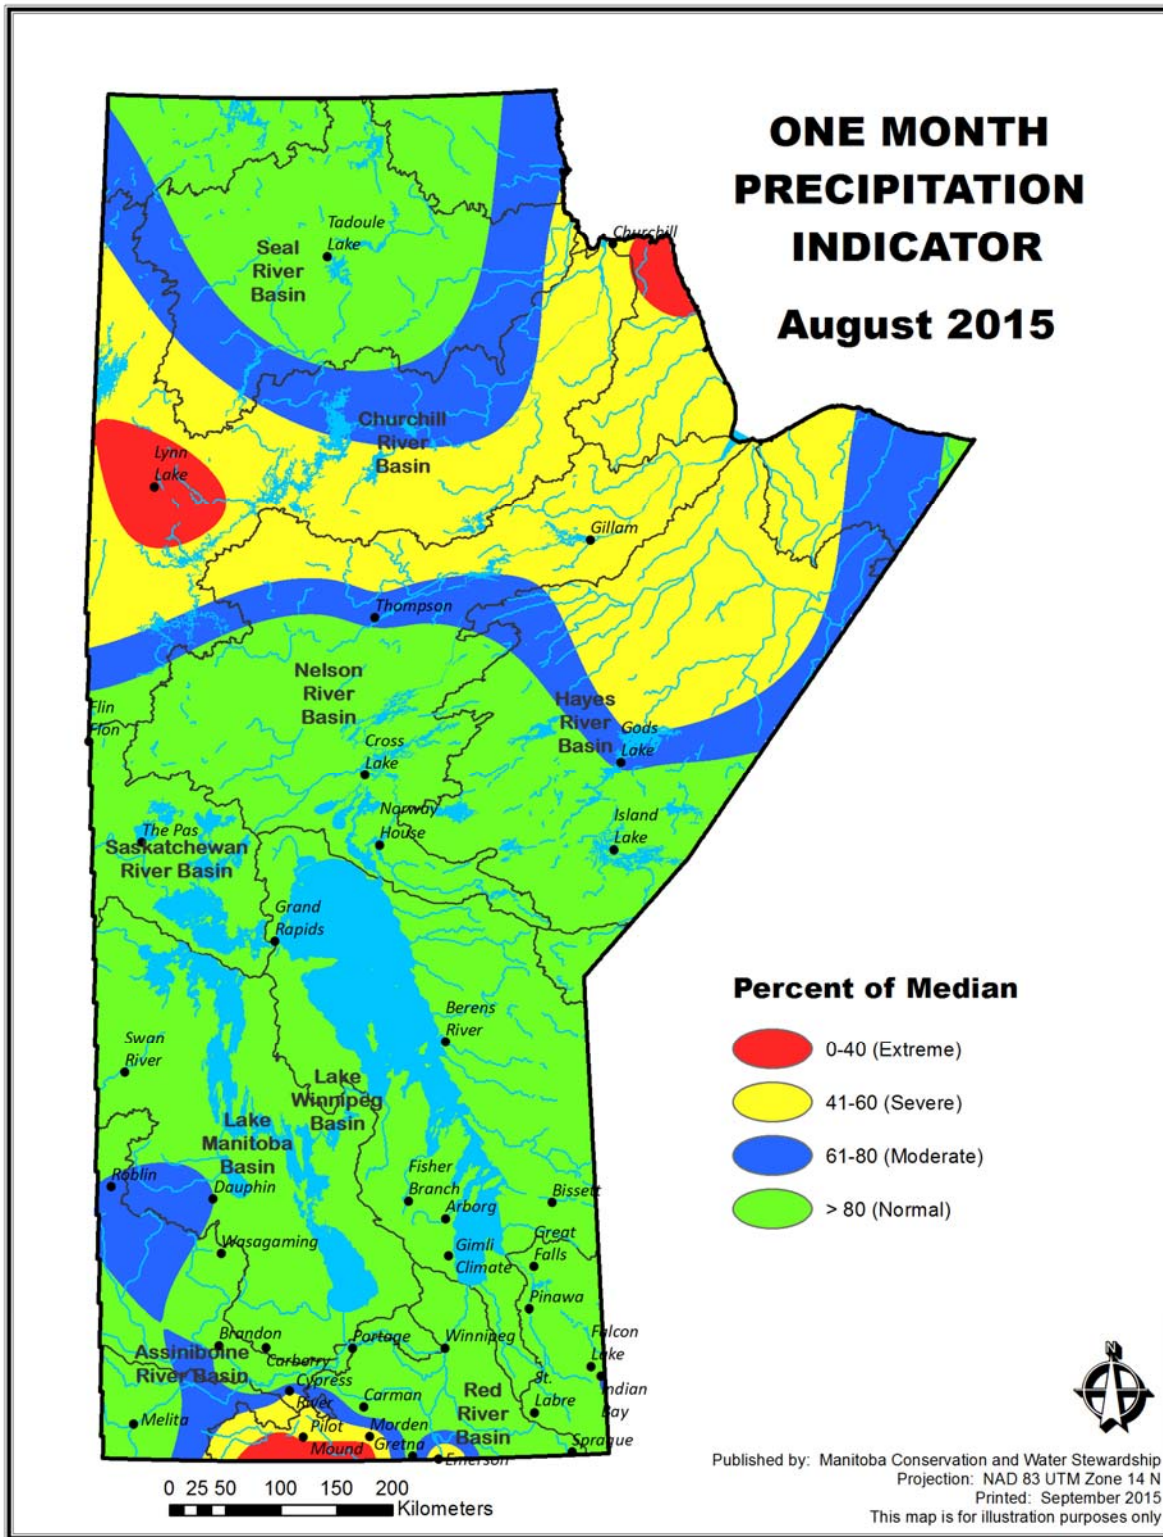 ONE MONTH
PRECIPITATION
INDICATOR
August 2015
Churchill
Tadoule
Lake
Seal
River
Basin
Churchill
River
Basin
Lynn
Lake
Gillam
Thompson
Nelson
River
Basin
Hayes
River
Basin
Gods
Lake
Flin
Flon
Cross
Lake
Norway
House
Island
Lake
The Pas
Saskatchewan
River Basin
Grand
Rapids
Berens
River
Swan
River
Lake
Winnipeg
Basin
Lake
Manitoba
Basin
Roblin
Dauphin
Fisher
Branch
Arborg
Bissett
Great
Falls
Wasagaming
Gimli
Climate
Pinawa
Brandon
Carberry
Portage
Winnipeg
Falcon
Lake
Assiniboine
River Basin
Cypress
River
Carman
Red
River
Basin
St.
Labre
Indian
Bay
Melita
Pilot
Mound
Morden
Gretna
Emerson
Sprague
Percent of Median
0-40 (Extreme)
41-60 (Severe)
61-80 (Moderate)
> 80 (Normal)
N
0 25 50 100 150 200
Kilometers
Published by: Manitoba Conservation and Water Stewardship
Projection: NAD 83 UTM Zone 14 N
Printed: September 2015
This map is for illustration purposes only